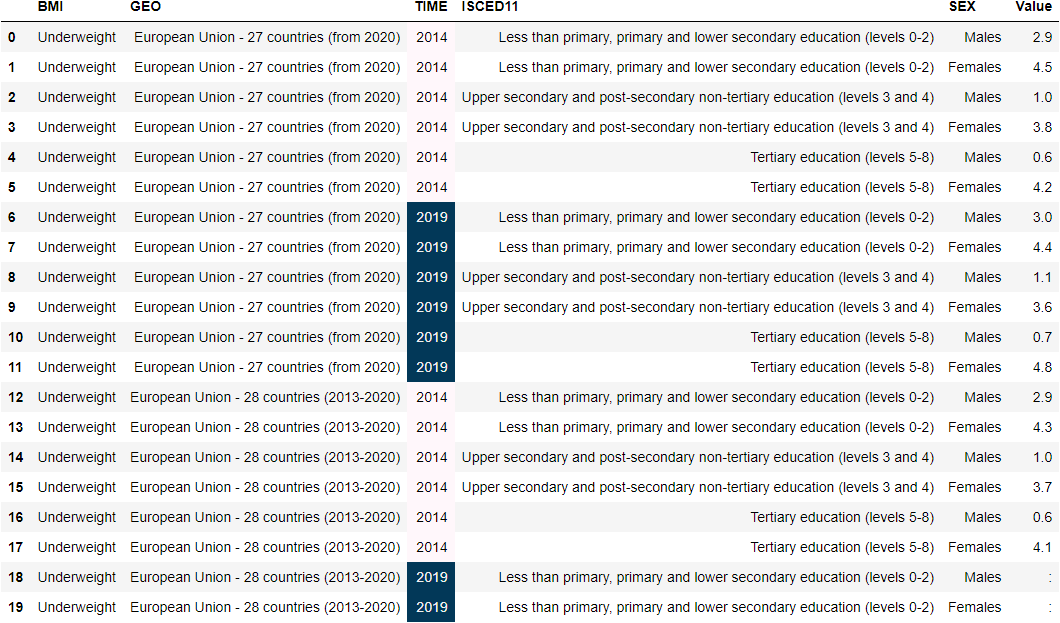 BMI GEO TIME ISCED11 SEX Value
0 Underweight European Union - 27 countries (from 2020) 2014 Less than primary, primary and lower secondary education (levels 0-2) Males 2.9
1 Underweight European Union - 27 countries (from 2020) 2014 Less than primary, primary and lower secondary education (levels 0-2) Females 4.5
2 Underweight European Union - 27 countries (from 2020) 2014 Upper secondary and post-secondary non-tertiary education (levels 3 and 4) Males 1.0
3 Underweight European Union - 27 countries (from 2020) 2014 Upper secondary and post-secondary non-tertiary education (levels 3 and 4) Females 3.8
4 Underweight European Union - 27 countries (from 2020) 2014 Tertiary education (levels 5-8) Males 0.6
5 Underweight European Union - 27 countries (from 2020) 2014 Tertiary education (levels 5-8) Females 4.2
6 Underweight European Union - 27 countries (from 2020) 2019 Less than primary, primary and lower secondary education (levels 0-2) Males 3.0
7 Underweight European Union - 27 countries (from 2020) 2019 Less than primary, primary and lower secondary education (levels 0-2) Females 4.4
8 Underweight European Union - 27 countries (from 2020) 2019 Upper secondary and post-secondary non-tertiary education (levels 3 and 4) Males 1.1
9 Underweight European Union - 27 countries (from 2020) 2019 Upper secondary and post-secondary non-tertiary education (levels 3 and 4) Females 3.6
10 Underweight European Union - 27 countries (from 2020) 2019 Tertiary education (levels 5-8) Males 0.7
11 Underweight European Union - 27 countries (from 2020) 2019 Tertiary education (levels 5-8) Females 4.8
12 Underweight European Union - 28 countries (2013-2020) 2014 Less than primary, primary and lower secondary education (levels 0-2) Males 2.9
13 Underweight European Union - 28 countries (2013-2020) 2014 Less than primary, primary and lower secondary education (levels 0-2) Females 4.3
14 Underweight European Union - 28 countries (2013-2020) 2014 Upper secondary and post-secondary non-tertiary education (levels 3 and 4) Males 1.0
15 Underweight European Union - 28 countries (2013-2020) 2014 Upper secondary and post-secondary non-tertiary education (levels 3 and 4) Females 3.7
16 Underweight European Union - 28 countries (2013-2020) 2014 Tertiary education (levels 5-8) Males 0.6
17 Underweight European Union - 28 countries (2013-2020) 2014 Tertiary education (levels 5-8) Females 4.1
18 Underweight European Union - 28 countries (2013-2020) 2019 Less than primary, primary and lower secondary education (levels 0-2) Males :
19 Underweight European Union - 28 countries (2013-2020) 2019 Less than primary, primary and lower secondary education (levels 0-2) Females :